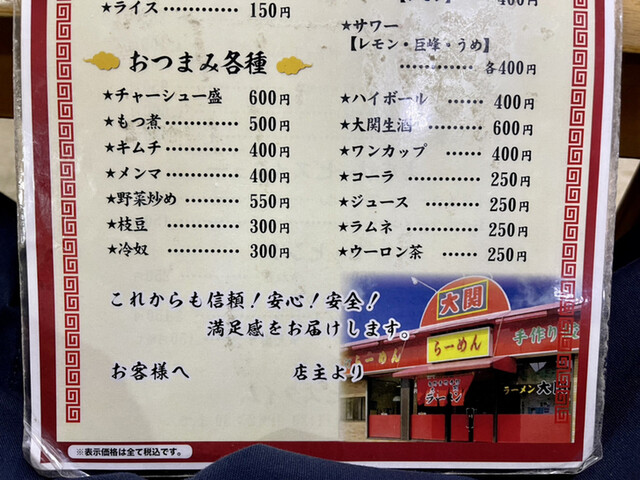 ★ライス………… 150円
おつまみ各種
★チャーシュー盛 600円
★もつ煮………… 500円
★キムチ………… 400円
★メンマ………… 400円
★野菜炒め……… 550円
★枝豆…………… 300円
★冷奴…………… 300円
400円
★サワー
【レモン・巨峰・うめ】
………… 各400円
★ハイボール …… 400円
★大関生酒 ……… 600円
★ワンカップ …… 400円
★コーラ ………… 250円
★ジュース ……… 250円
★ラムネ ………… 250円
★ウーロン茶 …… 250円
これからも信頼!安心!安全!
満足感をお届けします。
お客様へ 店主より
大関
らーめん
らーめん
手作り
ラーメン
ラーメン 大関
※表示価格は全て税込です。